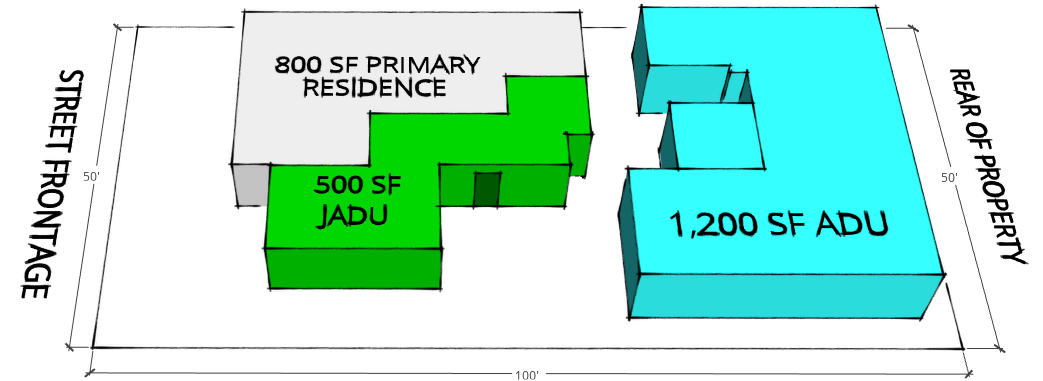 800 SF PRIMARY
RESIDENCE
STREET FRONTAGE
REAR OF PROPERTY
50'
50'
500 SF
JADU
1,200 SF ADU
100'